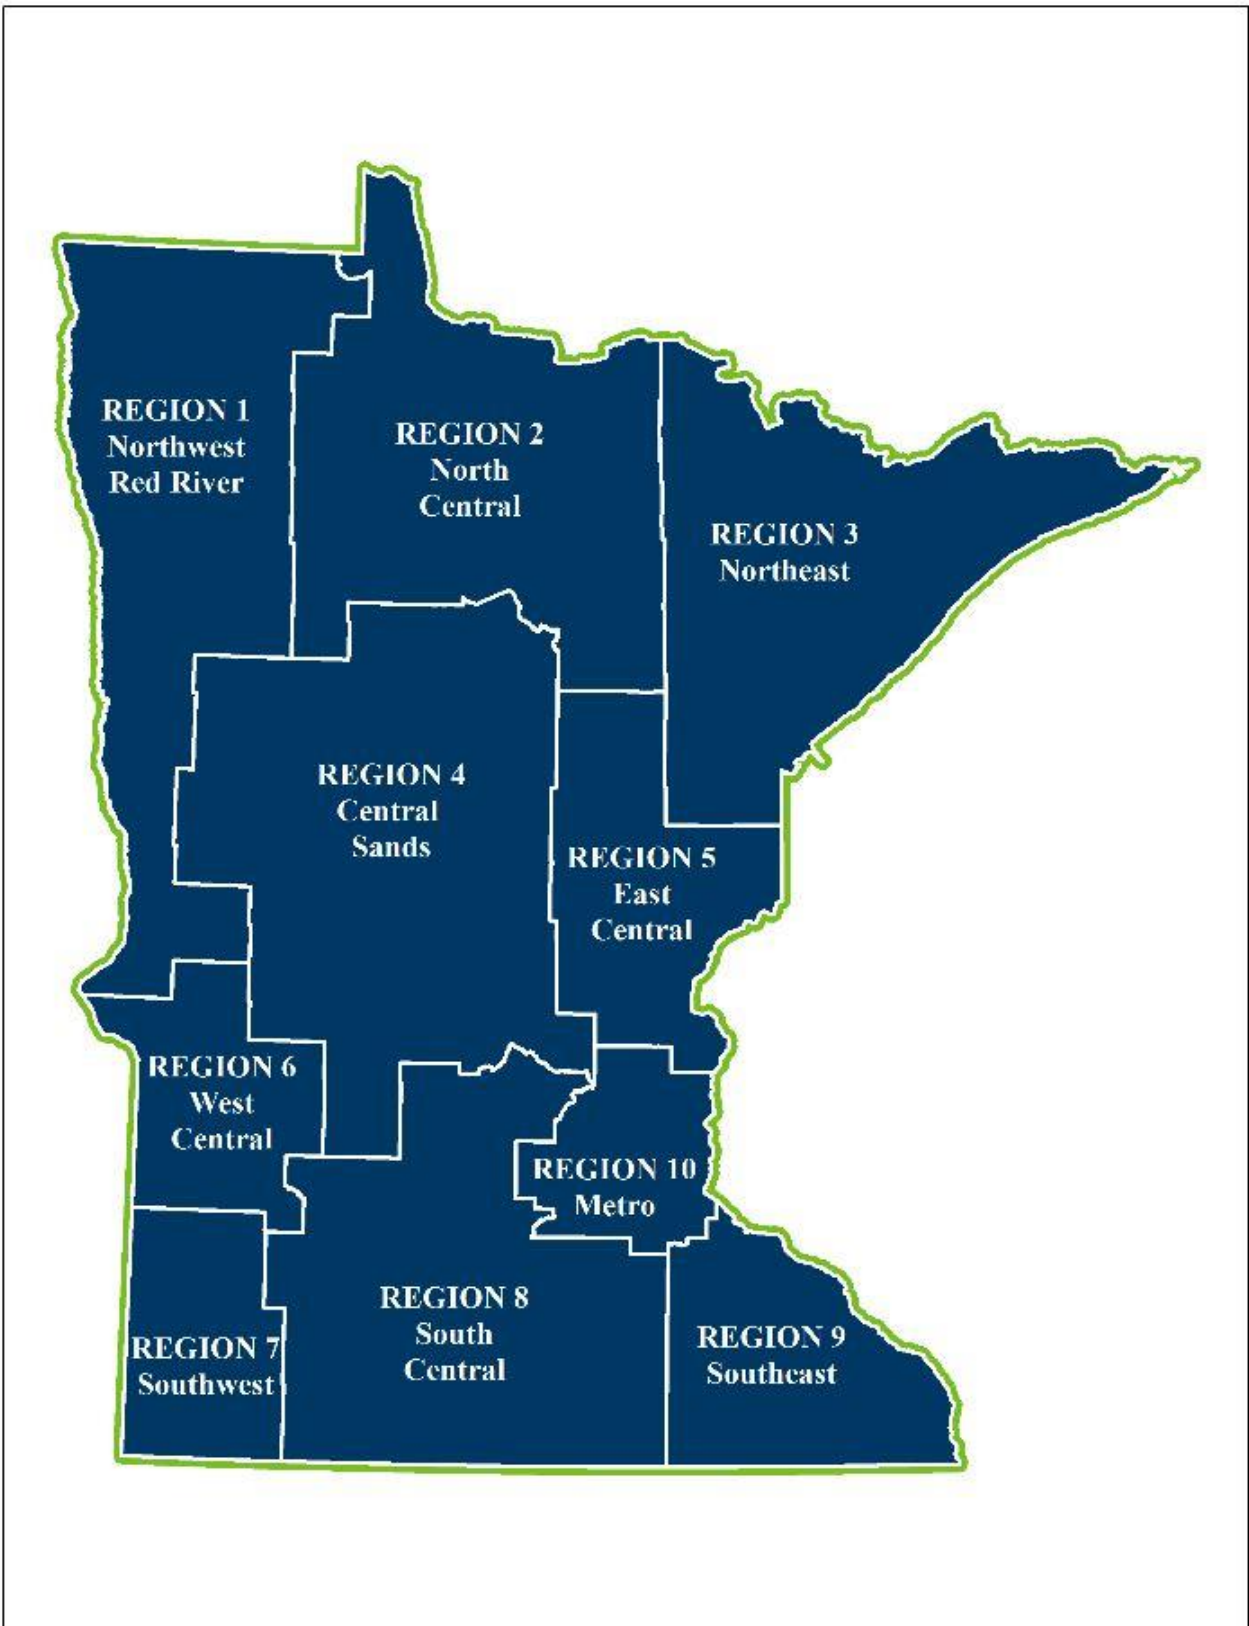 REGION 1
Northwest
Red River
REGION 2
North
Central
REGION 3
Northeast
REGION 4
Central
Sands
REGION 5
East
Central
REGION 6
West
Central
REGION 10
Metro
REGION 8
South
Central
REGION 7
Southwest
REGION 9
Southeast